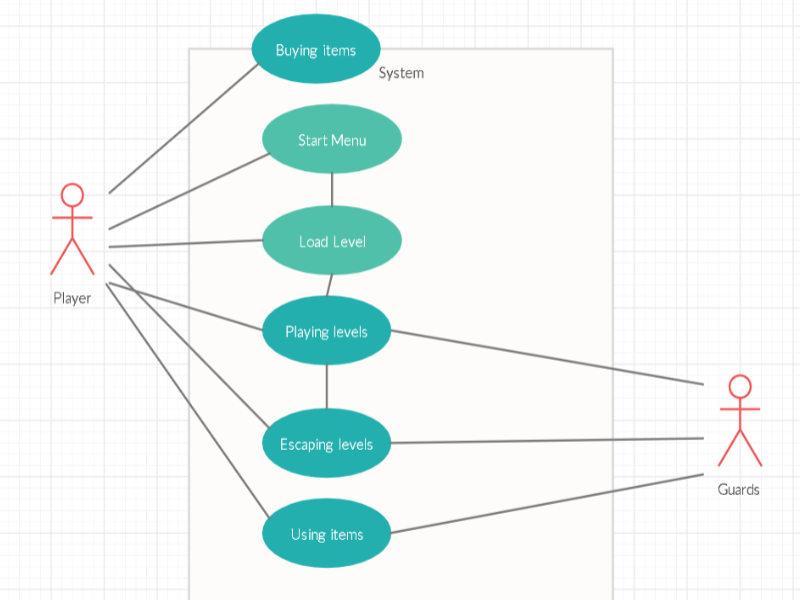 Buying items
System
Start Menu
Load Level
Player
Playing levels
Escaping levels
Guards
Using items